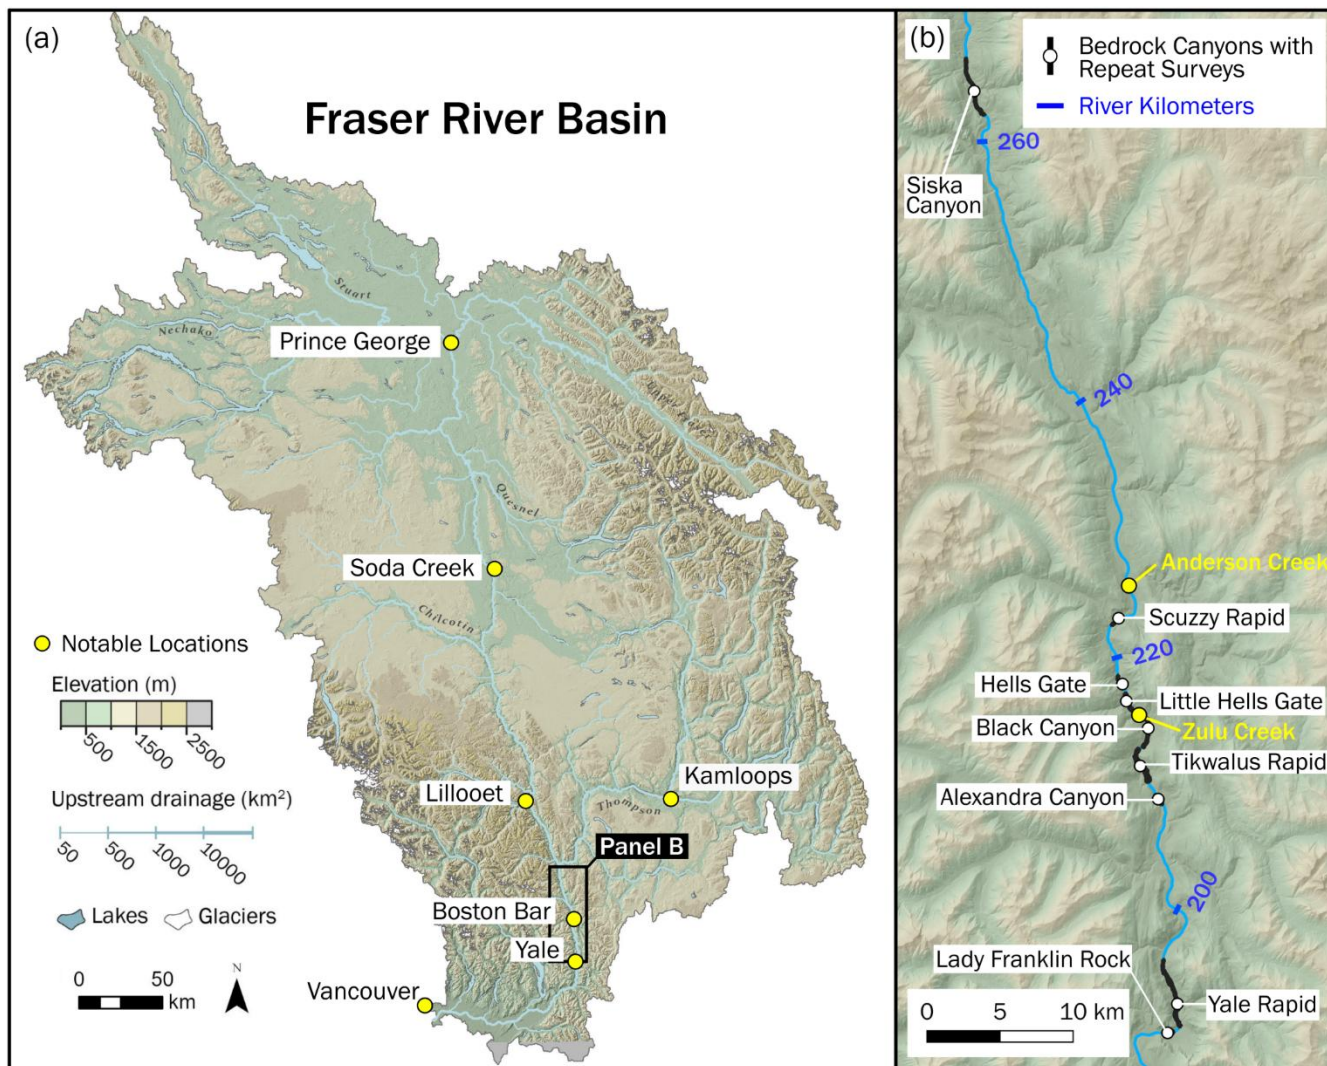 (a)
Fraser River Basin
Stuart
Nechako
Prince George
Upper Fraser
Quesnel
Soda Creek
Chilcotin
Notable Locations
Elevation (m)
500
1500
2500
Upstream drainage (km²)
50
500
1000
10000
Lakes
Glaciers
0
50
km
N
Lillooet
Kamloops
Thompson
Panel B
Boston Bar
Yale
Vancouver
(b)
Bedrock Canyons with
Repeat Surveys
River Kilometers
260
Siska
Canyon
240
Anderson Creek
Scuzzy Rapid
220
Hells Gate
Little Hells Gate
Black Canyon
Zulu Creek
Tikwalus Rapid
Alexandra Canyon
200
Lady Franklin Rock
Yale Rapid
0
5
10 km